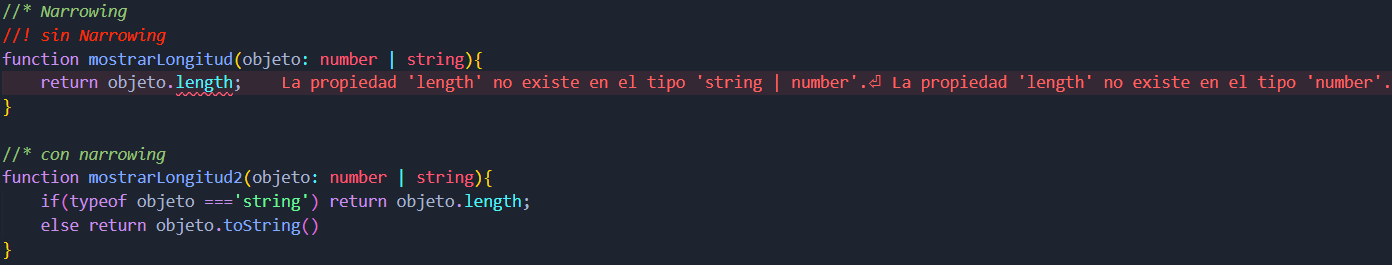 //* Narrowing
//! sin Narrowing
function mostrarLongitud(objeto: number | string){
    return objeto.length;    La propiedad 'length' no existe en el tipo 'string | number'.⏎ La propiedad 'length' no existe en el tipo 'number'.
}

//* con narrowing
function mostrarLongitud2(objeto: number | string){
    if(typeof objeto ==='string') return objeto.length;
    else return objeto.toString()
}